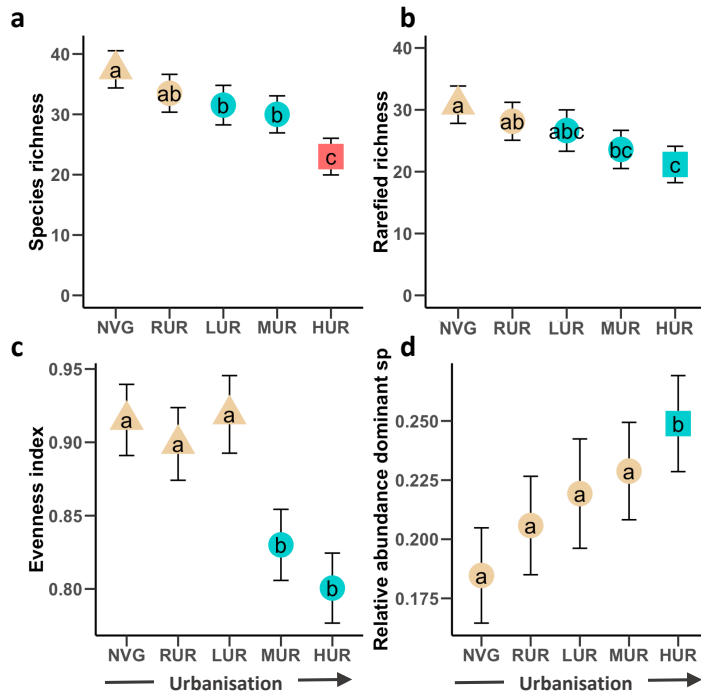 a
Species richness
40
30
20
10
0
a
ab
b
b
c
NVG RUR LUR MUR HUR
b
Rarefied richness
40
30
20
10
0
a
ab
abc
bc
c
NVG RUR LUR MUR HUR
c
Evenness index
0.95
0.90
0.85
0.80
a
a
a
b
b
NVG RUR LUR MUR HUR
Urbanisation
d
Relative abundance dominant sp
0.250
0.225
0.200
0.175
a
a
a
a
b
NVG RUR LUR MUR HUR
Urbanisation